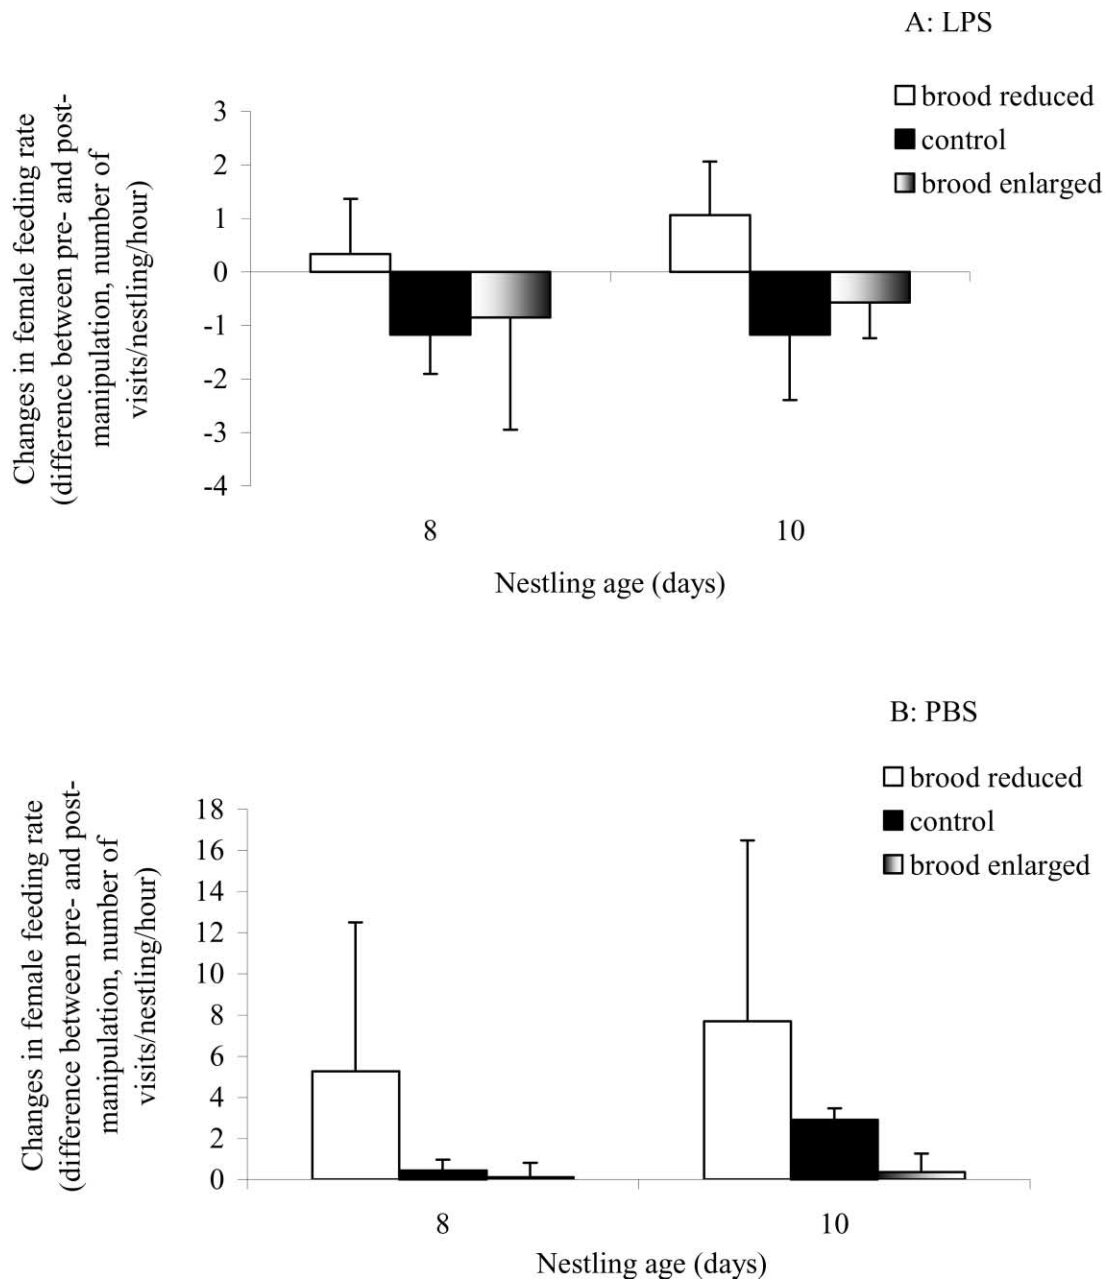 A: LPS
brood reduced
control
brood enlarged
Changes in female feeding rate
(difference between pre- and post-
manipulation, number of
visits/nestling/hour)
3
2
1
0
-1
-2
-3
-4
8 10
Nestling age (days)
B: PBS
brood reduced
control
brood enlarged
Changes in female feeding rate
(difference between pre- and post-
manipulation, number of
visits/nestling/hour)
18
16
14
12
10
8
6
4
2
0
8 10
Nestling age (days)